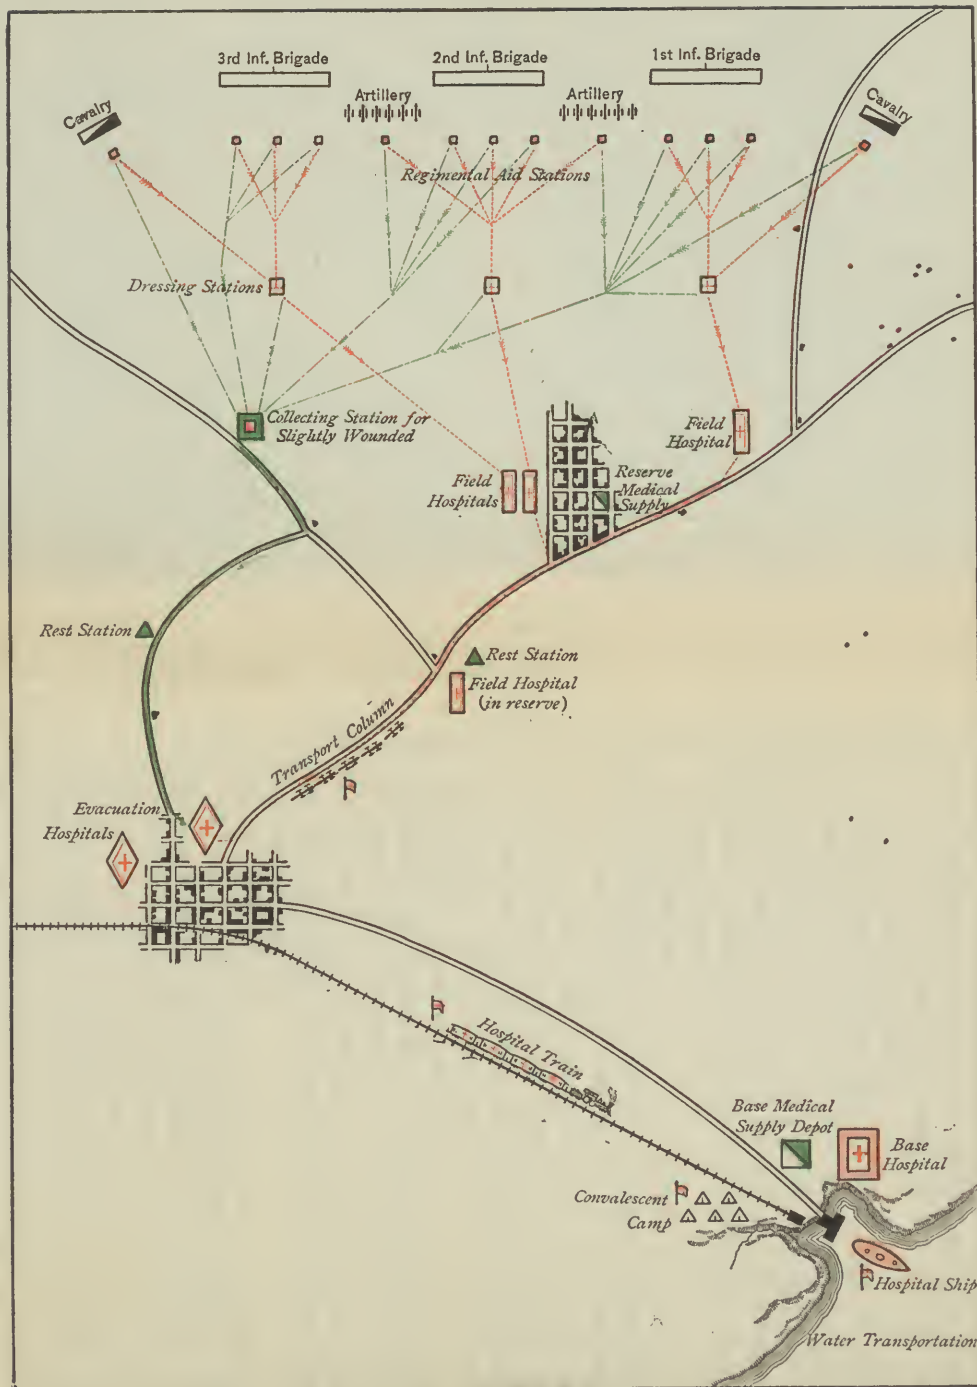 3rd Inf. Brigade
2nd Inf. Brigade
1st Inf. Brigade
Cavalry
Artillery
Artillery
Cavalry
Regimental Aid Stations
Dressing Stations
Collecting Station for
Slightly Wounded
Field
Hospital
Field
Hospitals
Reserve
Medical
Supply
Rest Station
Rest Station
Field Hospital
(in reserve)
Transport Column
Evacuation
Hospitals
Hospital Train
Base Medical
Supply Depot
Base
Hospital
Convalescent
Camp
Hospital Ship
Water Transportation